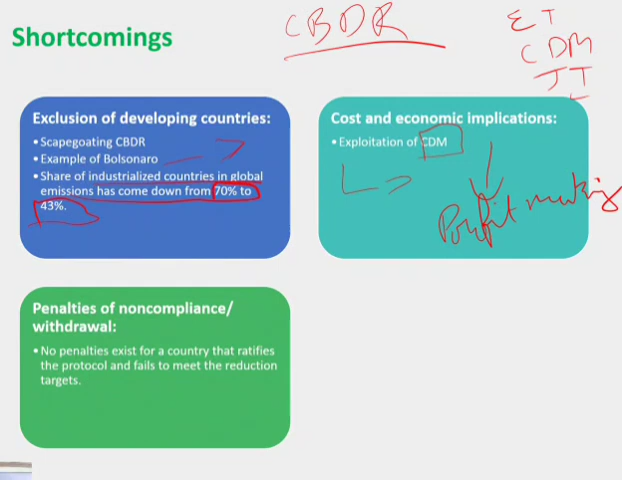 Shortcomings
CBDR
ET
CDM
JI
Exclusion of developing countries:
• Scapegoating CBDR
• Example of Bolsonaro
• Share of industrialized countries in global
emissions has come down from 70% to
43%.
Cost and economic implications:
• Exploitation of CDM
Profit making
Penalties of noncompliance/
withdrawal:
• No penalties exist for a country that ratifies
the protocol and fails to meet the reduction
targets.